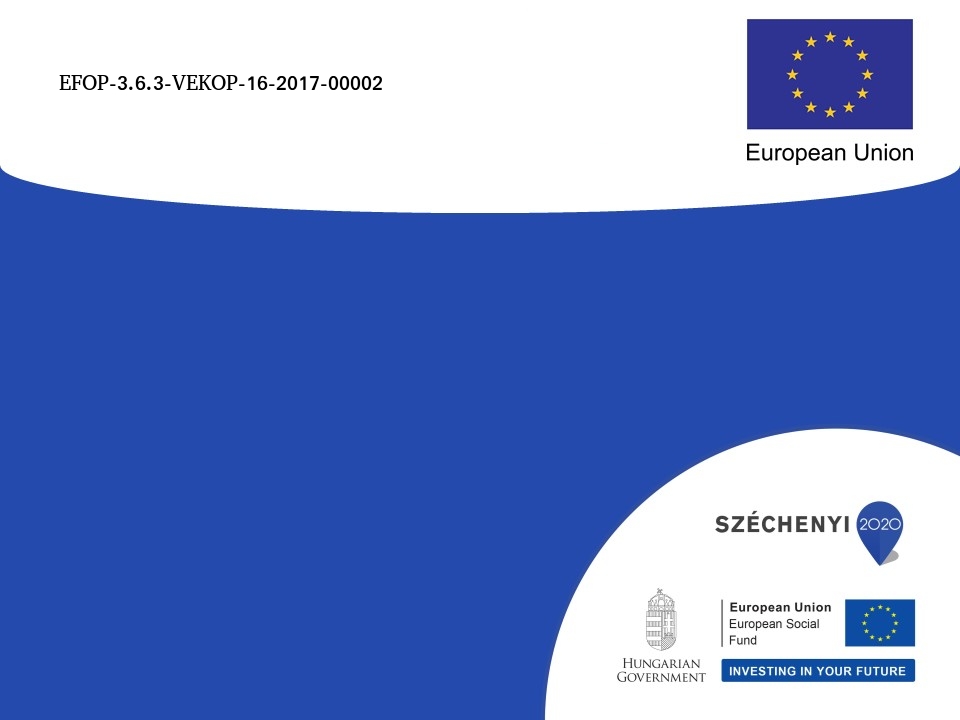 EFOP-3.6.3-VEKOP-16-2017-00002
European Union
SZÉCHENYI 2020
European Union
European Social
Fund
HUNGARIAN
GOVERNMENT
INVESTING IN YOUR FUTURE